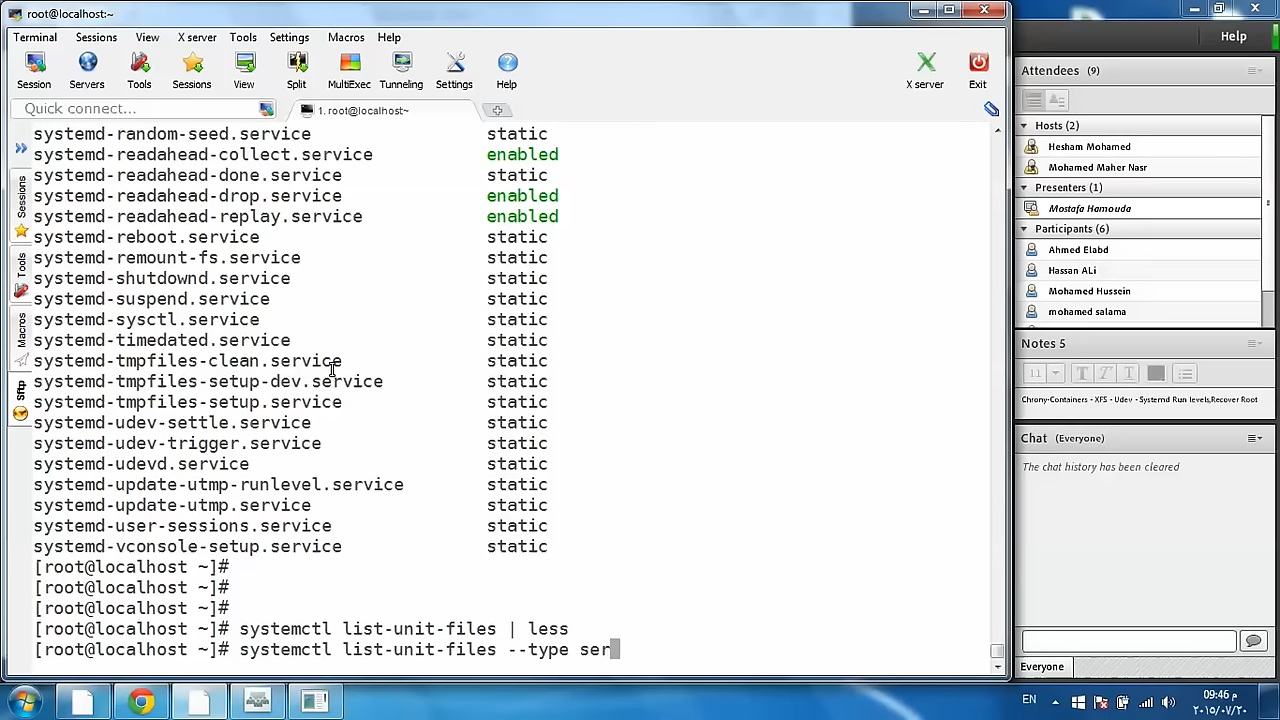 root@localhost:~
Terminal Sessions View X server Tools Settings Macros Help
Session Servers Tools Sessions View Split MultiExec Tunneling Settings Help X server Exit
Quick connect...
1. root@localhost~
Sessions
Tools
Macros
Sftp
systemd-random-seed.service static
systemd-readahead-collect.service enabled
systemd-readahead-done.service static
systemd-readahead-drop.service enabled
systemd-readahead-replay.service enabled
systemd-reboot.service static
systemd-remount-fs.service static
systemd-shutdownd.service static
systemd-suspend.service static
systemd-sysctl.service static
systemd-timedated.service static
systemd-tmpfiles-clean.service static
systemd-tmpfiles-setup-dev.service static
systemd-tmpfiles-setup.service static
systemd-udev-settle.service static
systemd-udev-trigger.service static
systemd-udevd.service static
systemd-update-utmp-runlevel.service static
systemd-update-utmp.service static
systemd-user-sessions.service static
systemd-vconsole-setup.service static
[root@localhost ~]#
[root@localhost ~]#
[root@localhost ~]#
[root@localhost ~]# systemctl list-unit-files | less
[root@localhost ~]# systemctl list-unit-files --type ser
Help
Attendees (9)
Hosts (2)
Hesham Mohamed
Mohamed Maher Nasr
Presenters (1)
Mostafa Hamouda
Participants (6)
Ahmed Elabd
Hassan ALi
Mohamed Hussein
mohamed salama
Notes 5
11
Chrony-Containers - XFS - Udev - Systemd Run levels,Recover Root
Chat (Everyone)
The chat history has been cleared
Everyone
EN
09:46 م
٢٠١٥/٠٧/٢٠